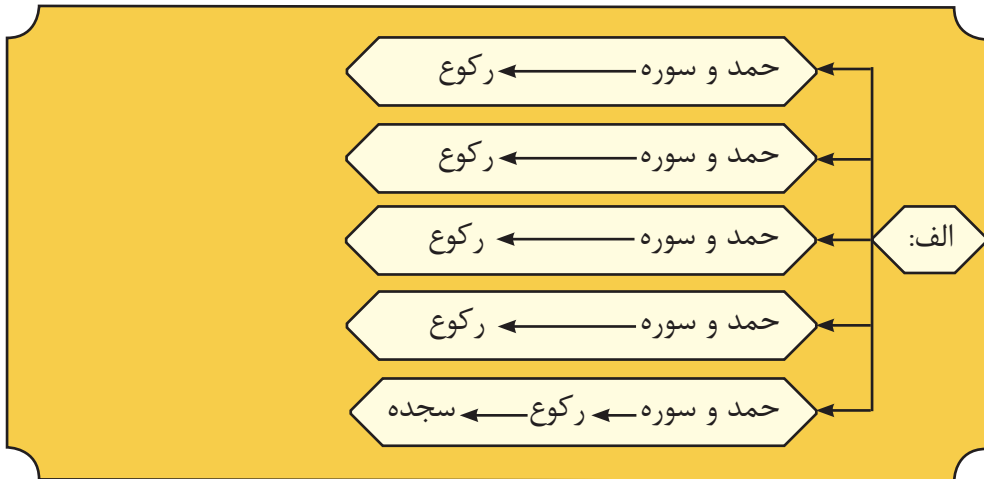 حمد و سوره رکوع
حمد و سوره رکوع
الف: حمد و سوره رکوع
حمد و سوره رکوع
حمد و سوره رکوع سجده